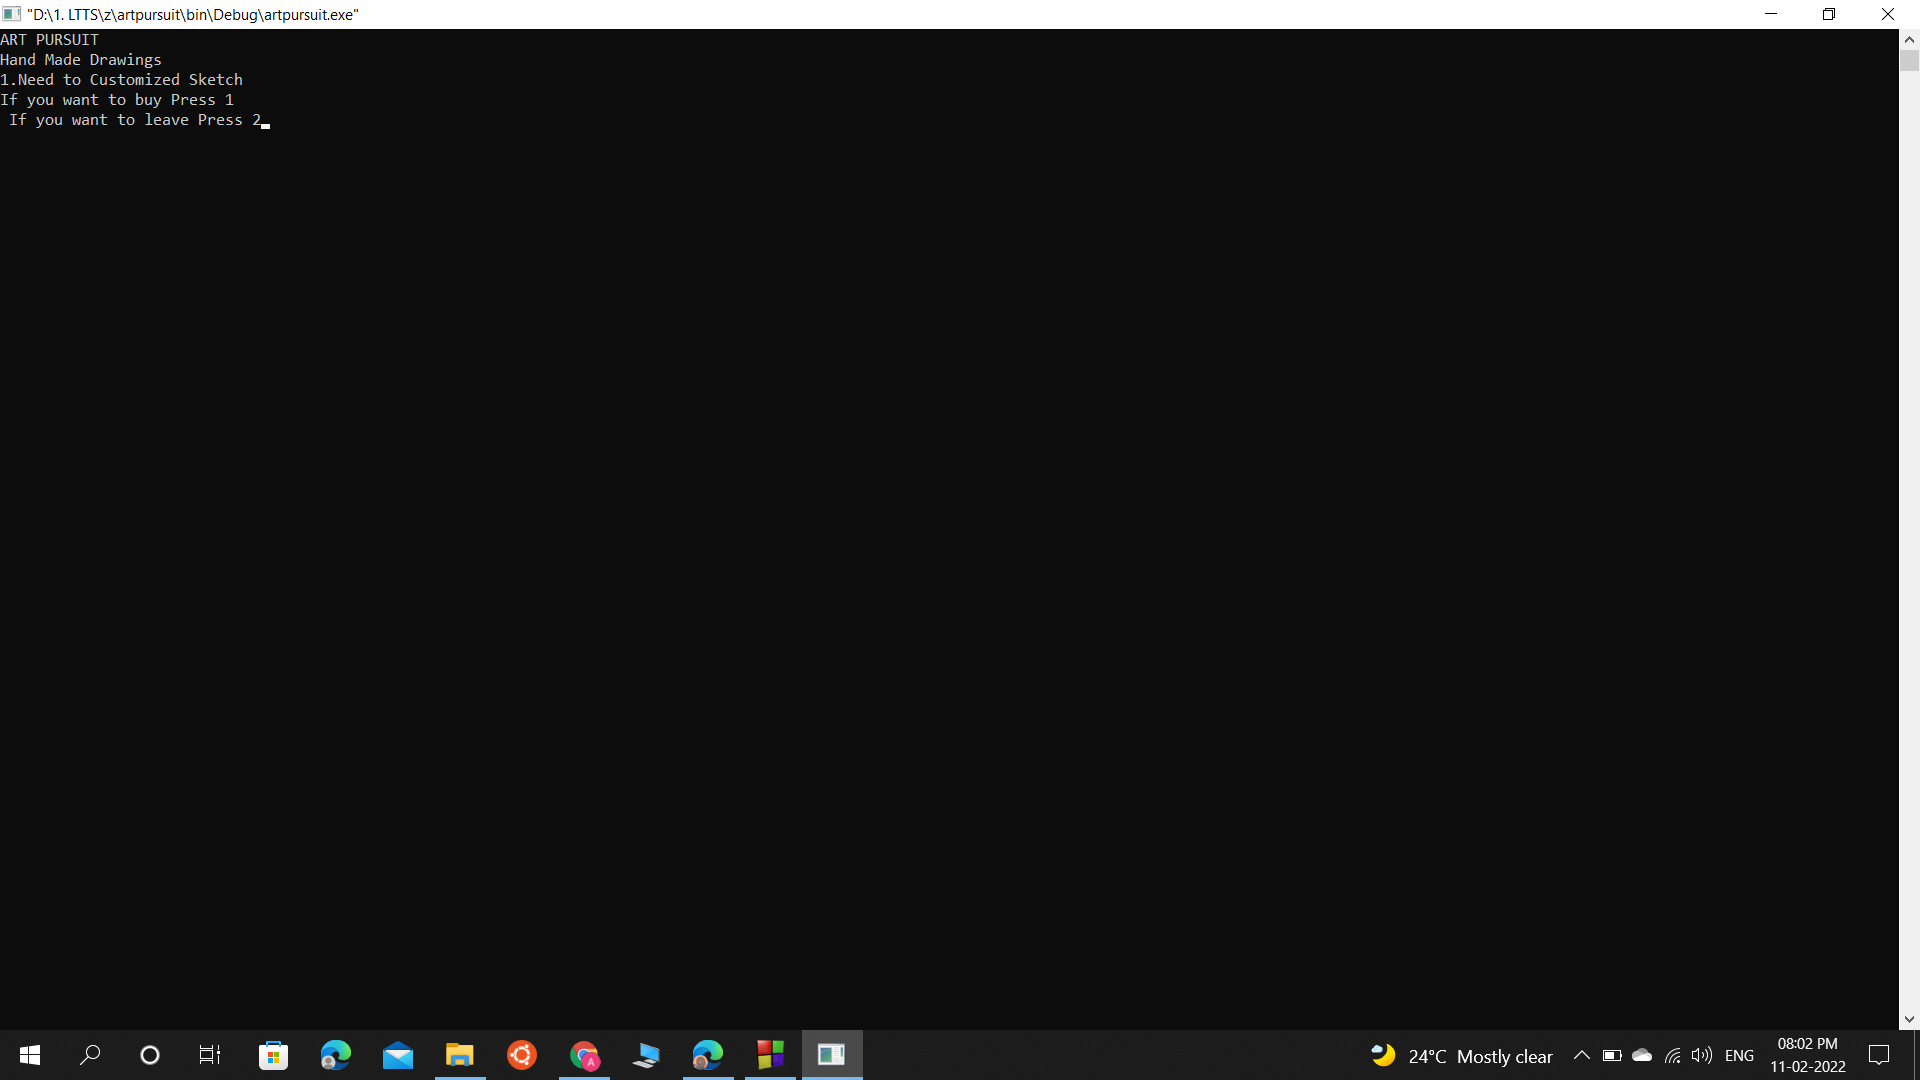 "D:\1. LTTS\z\artpursuit\bin\Debug\artpursuit.exe"
ART PURSUIT
Hand Made Drawings
1.Need to Customized Sketch
If you want to buy Press 1
If you want to leave Press 2
24°C Mostly clear
ENG
08:02 PM
11-02-2022